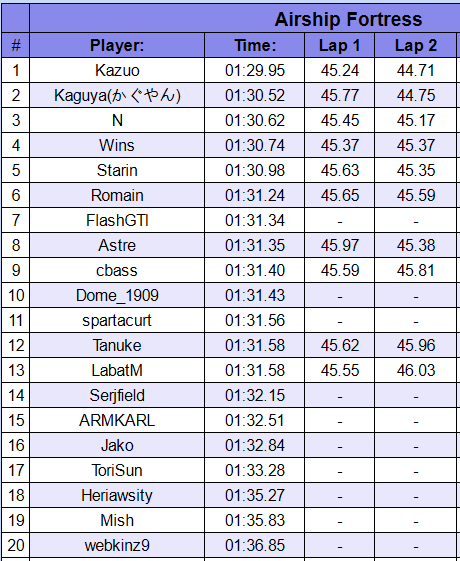 Airship Fortress
# Player: Time: Lap 1 Lap 2
1 Kazuo 01:29.95 45.24 44.71
2 Kaguya(かぐやん) 01:30.52 45.77 44.75
3 N 01:30.62 45.45 45.17
4 Wins 01:30.74 45.37 45.37
5 Starin 01:30.98 45.63 45.35
6 Romain 01:31.24 45.65 45.59
7 FlashGTI 01:31.34 - -
8 Astre 01:31.35 45.97 45.38
9 cbass 01:31.40 45.59 45.81
10 Dome_1909 01:31.43 - -
11 spartacurt 01:31.56 - -
12 Tanuke 01:31.58 45.62 45.96
13 LabatM 01:31.58 45.55 46.03
14 Serjfield 01:32.15 - -
15 ARMKARL 01:32.51 - -
16 Jako 01:32.84 - -
17 ToriSun 01:33.28 - -
18 Heriawsity 01:35.27 - -
19 Mish 01:35.83 - -
20 webkinz9 01:36.85 - -